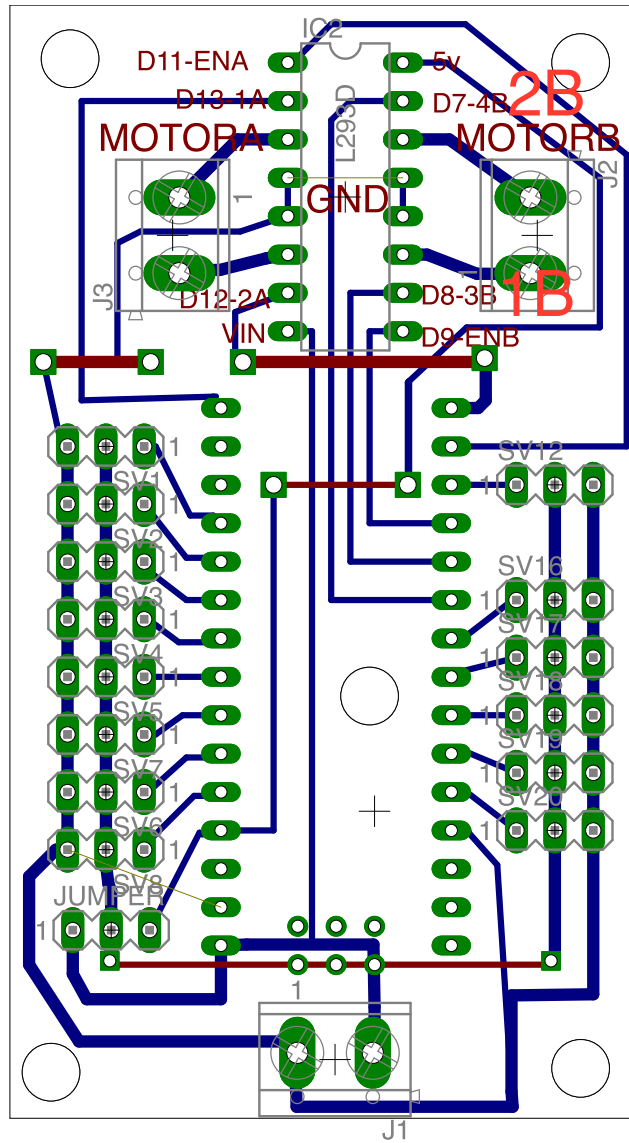 IC2
D11-ENA
5v
D13-1A
L293D
D7-4B
2B
MOTORA
MOTORB
1
GND
J2
J3
D12-2A
1
1B
D8-3B
VIN
D9-ENB
1
SV1
SV12
1
1
SV2
1
SV3
SV16
1
1
SV4
SV17
1
1
SV5
SV18
1
1
SV7
SV19
1
1
SV6
SV20
1
1
SV8
JUMPER
1
1
J1